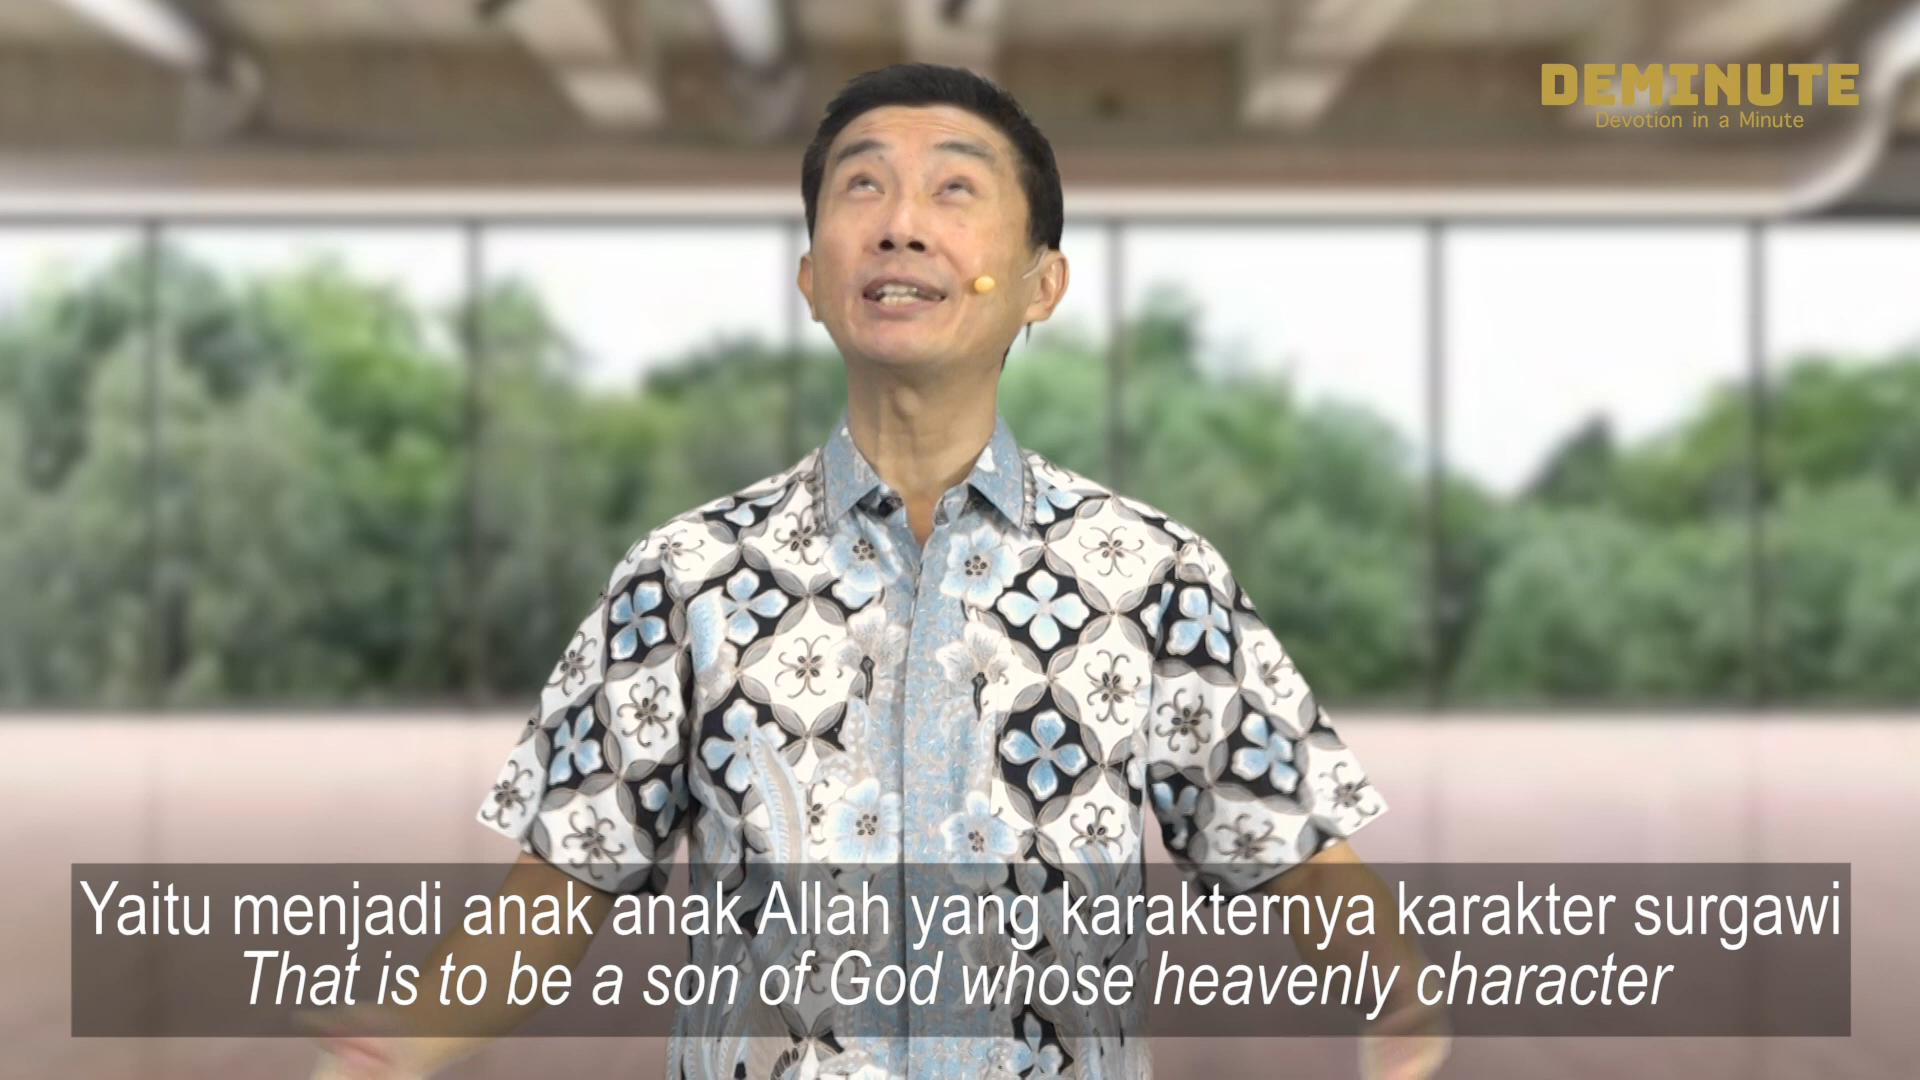 DEMINUTE
Devotion in a Minute
Yaitu menjadi anak anak Allah yang karakternya karakter surgawi
That is to be a son of God whose heavenly character